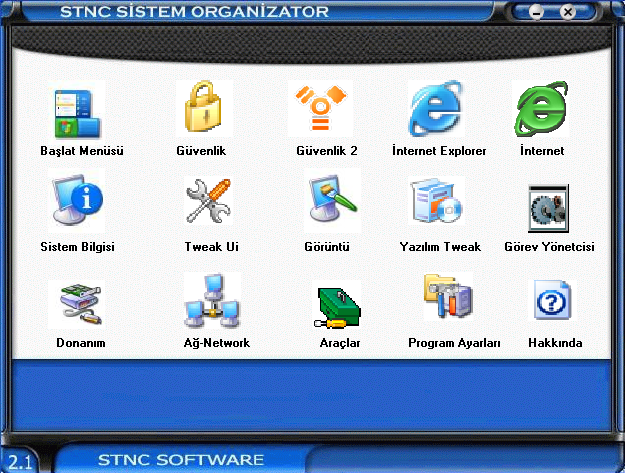 STNC SİSTEM ORGANİZATOR
Başlat Menüsü
Güvenlik
Güvenlik 2
İnternet Explorer
İnternet
Sistem Bilgisi
Tweak Ui
Görüntü
Yazılım Tweak
Görev Yönetcisi
Donanım
Ağ-Network
Araçlar
Program Ayarları
Hakkında
2.1
STNC SOFTWARE